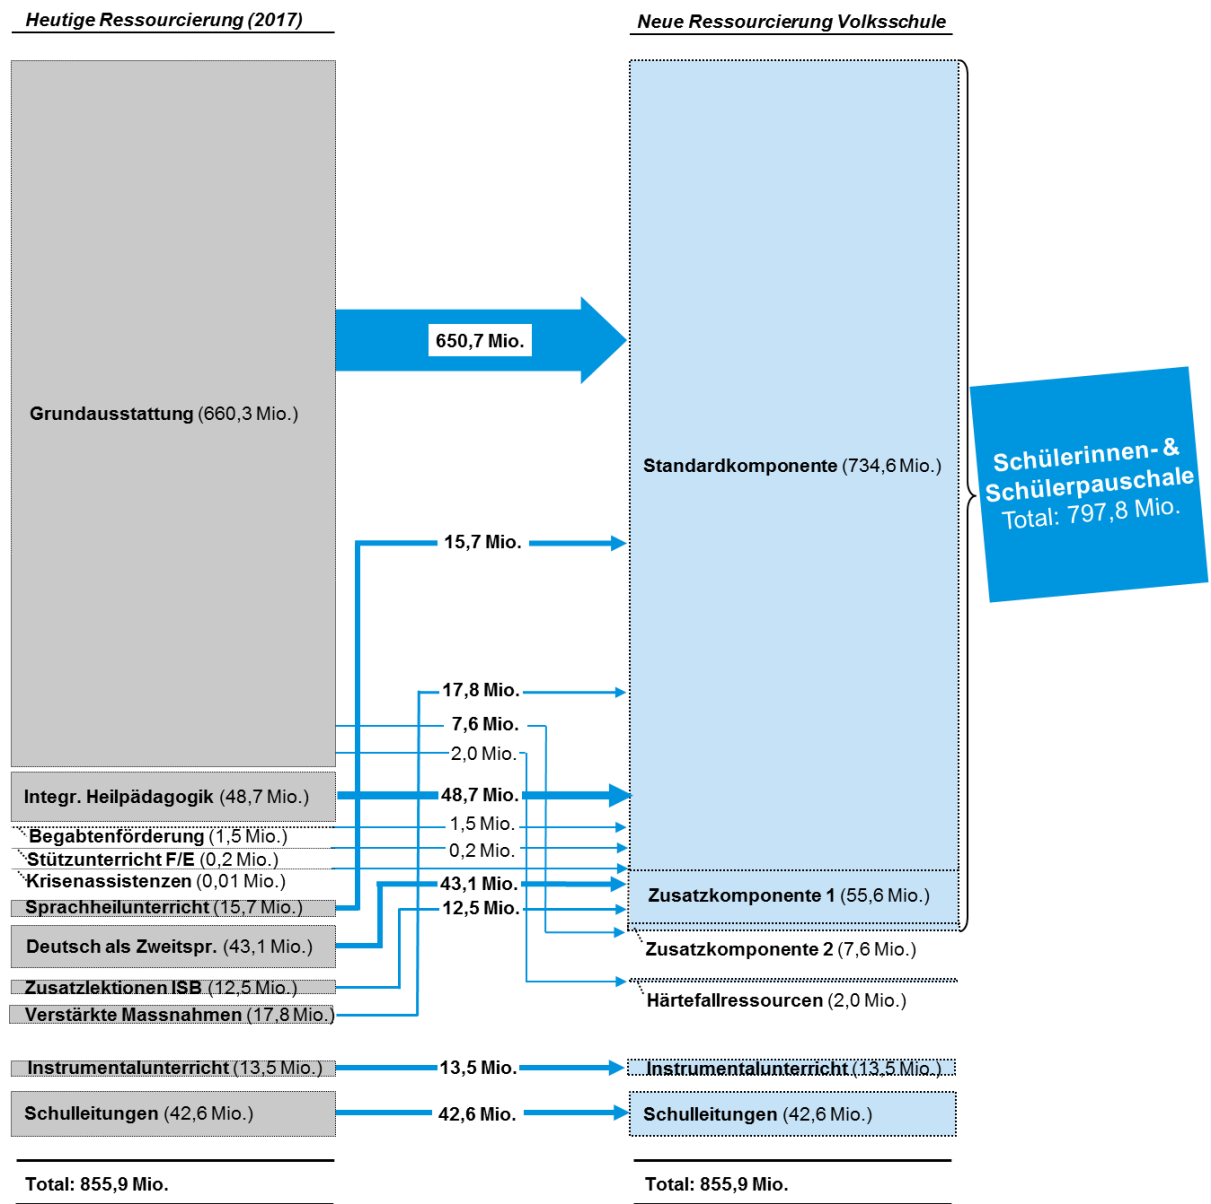 Heutige Ressourcierung (2017)
Neue Ressourcierung Volksschule
650,7 Mio.
Grundausstattung (660,3 Mio.)
Standardkomponente (734,6 Mio.)
Schülerinnen- &
Schülerpauschale
Total: 797,8 Mio.
15,7 Mio.
17,8 Mio.
7,6 Mio.
2,0 Mio.
Integr. Heilpädagogik (48,7 Mio.)
48,7 Mio.
1,5 Mio.
Begabtenförderung (1,5 Mio.)
0,2 Mio.
Stützunterricht F/E (0,2 Mio.)
Krisenassistenzen (0,01 Mio.)
43,1 Mio.
Zusatzkomponente 1 (55,6 Mio.)
Sprachheilunterricht (15,7 Mio.)
12,5 Mio.
Deutsch als Zweitspr. (43,1 Mio.)
Zusatzkomponente 2 (7,6 Mio.)
Zusatzlektionen ISB (12,5 Mio.)
Härtefallressourcen (2,0 Mio.)
Verstärkte Massnahmen (17,8 Mio.)
Instrumentalunterricht (13,5 Mio.)
13,5 Mio.
Instrumentalunterricht (13,5 Mio.)
Schulleitungen (42,6 Mio.)
42,6 Mio.
Schulleitungen (42,6 Mio.)
Total: 855,9 Mio.
Total: 855,9 Mio.